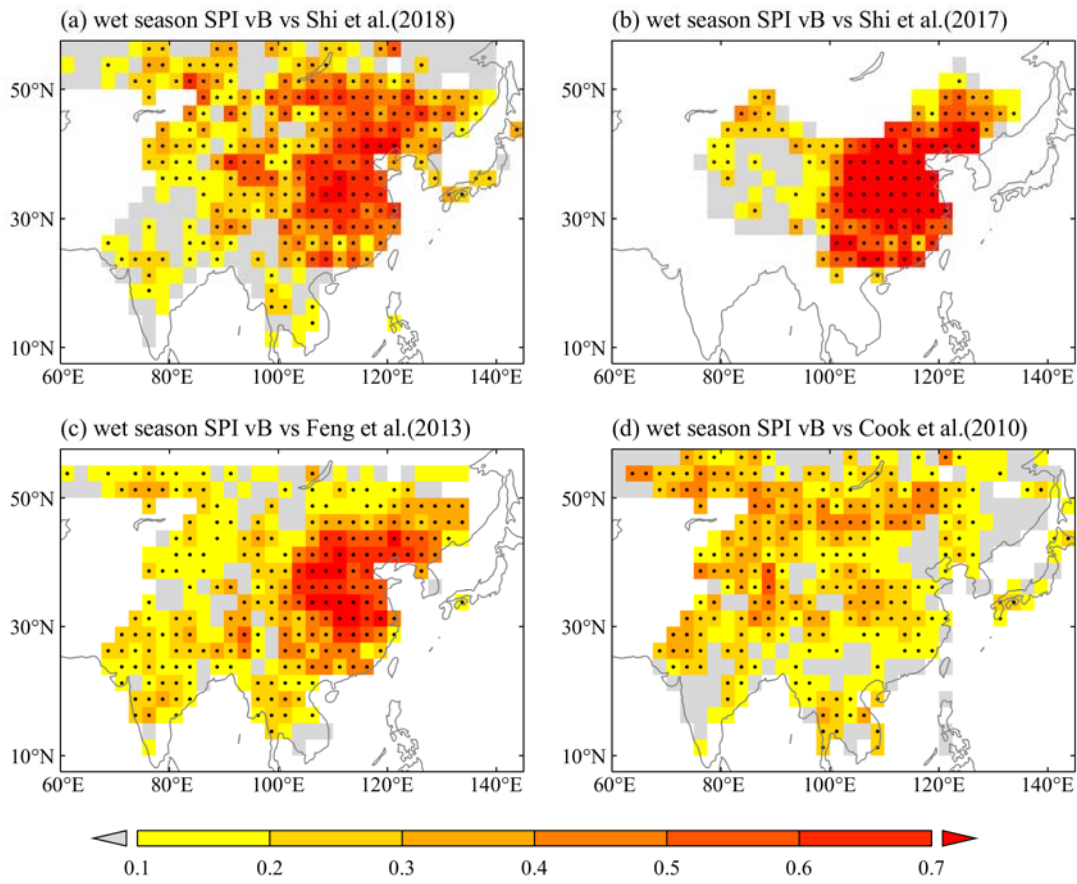 (a) wet season SPI vB vs Shi et al.(2018)
(b) wet season SPI vB vs Shi et al.(2017)
50°N
30°N
10°N
60°E 80°E 100°E 120°E 140°E
50°N
30°N
10°N
60°E 80°E 100°E 120°E 140°E
(c) wet season SPI vB vs Feng et al.(2013)
(d) wet season SPI vB vs Cook et al.(2010)
50°N
30°N
10°N
60°E 80°E 100°E 120°E 140°E
50°N
30°N
10°N
60°E 80°E 100°E 120°E 140°E
0.1 0.2 0.3 0.4 0.5 0.6 0.7